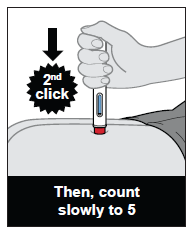 2nd
click
Then, count
slowly to 5